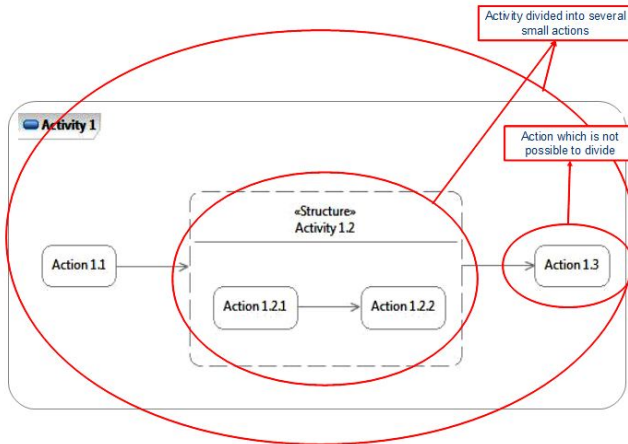 Activity divided into several
small actions
Activity 1
Action which is not
possible to divide
«Structure»
Activity 1.2
Action 1.1
Action 1.3
Action 1.2.1
Action 1.2.2